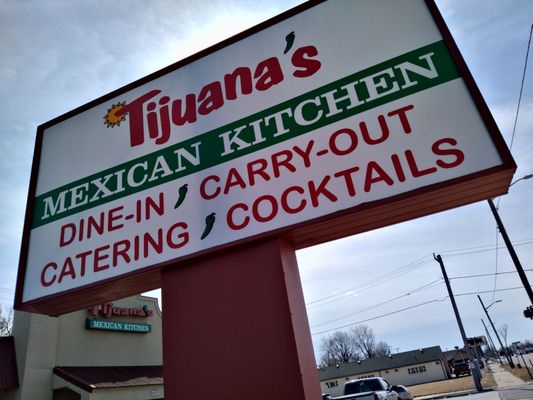 Tijuana's
MEXICAN KITCHEN
DINE-IN CARRY-OUT
CATERING COCKTAILS
Tijuana's
MEXICAN KITCHEN